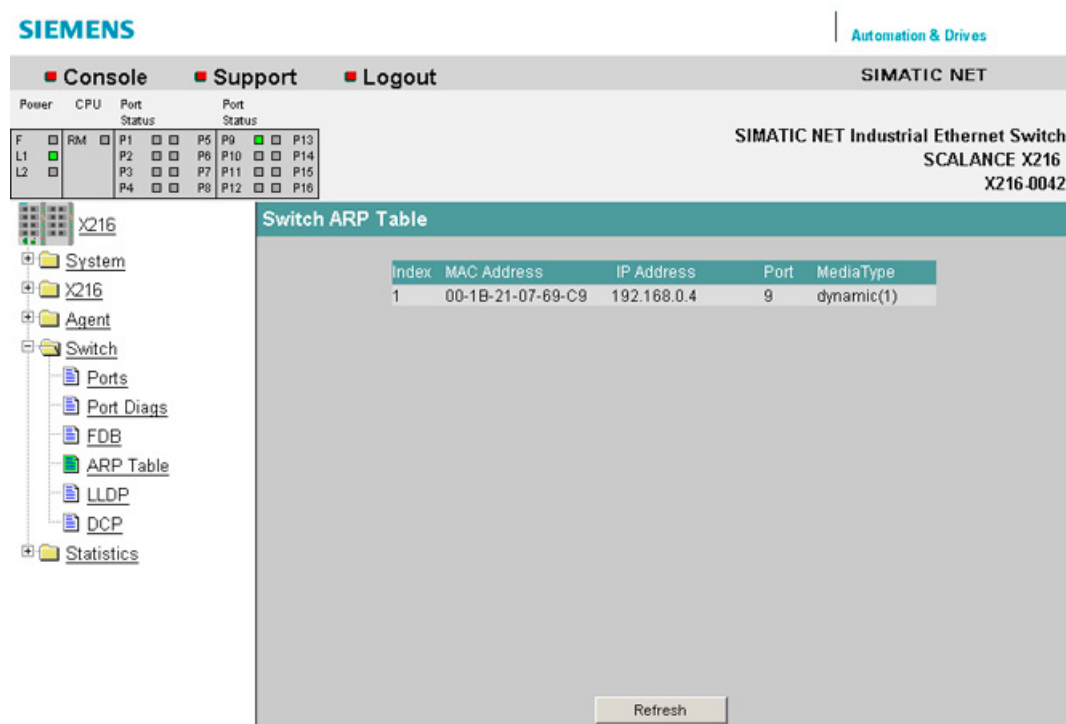 SIEMENS
Automation & Drives
Console Support Logout SIMATIC NET
Power CPU Port Status Port Status
F RM P1 P5 P9 P13
L1 P2 P6 P10 P14
L2 P3 P7 P11 P15
P4 P8 P12 P16
SIMATIC NET Industrial Ethernet Switch
SCALANCE X216
X216-0042
X216
System
X216
Agent
Switch
Ports
Port Diags
FDB
ARP Table
LLDP
DCP
Statistics
Switch ARP Table
Index MAC Address IP Address Port MediaType
1 00-1B-21-07-69-C9 192.168.0.4 9 dynamic(1)
Refresh